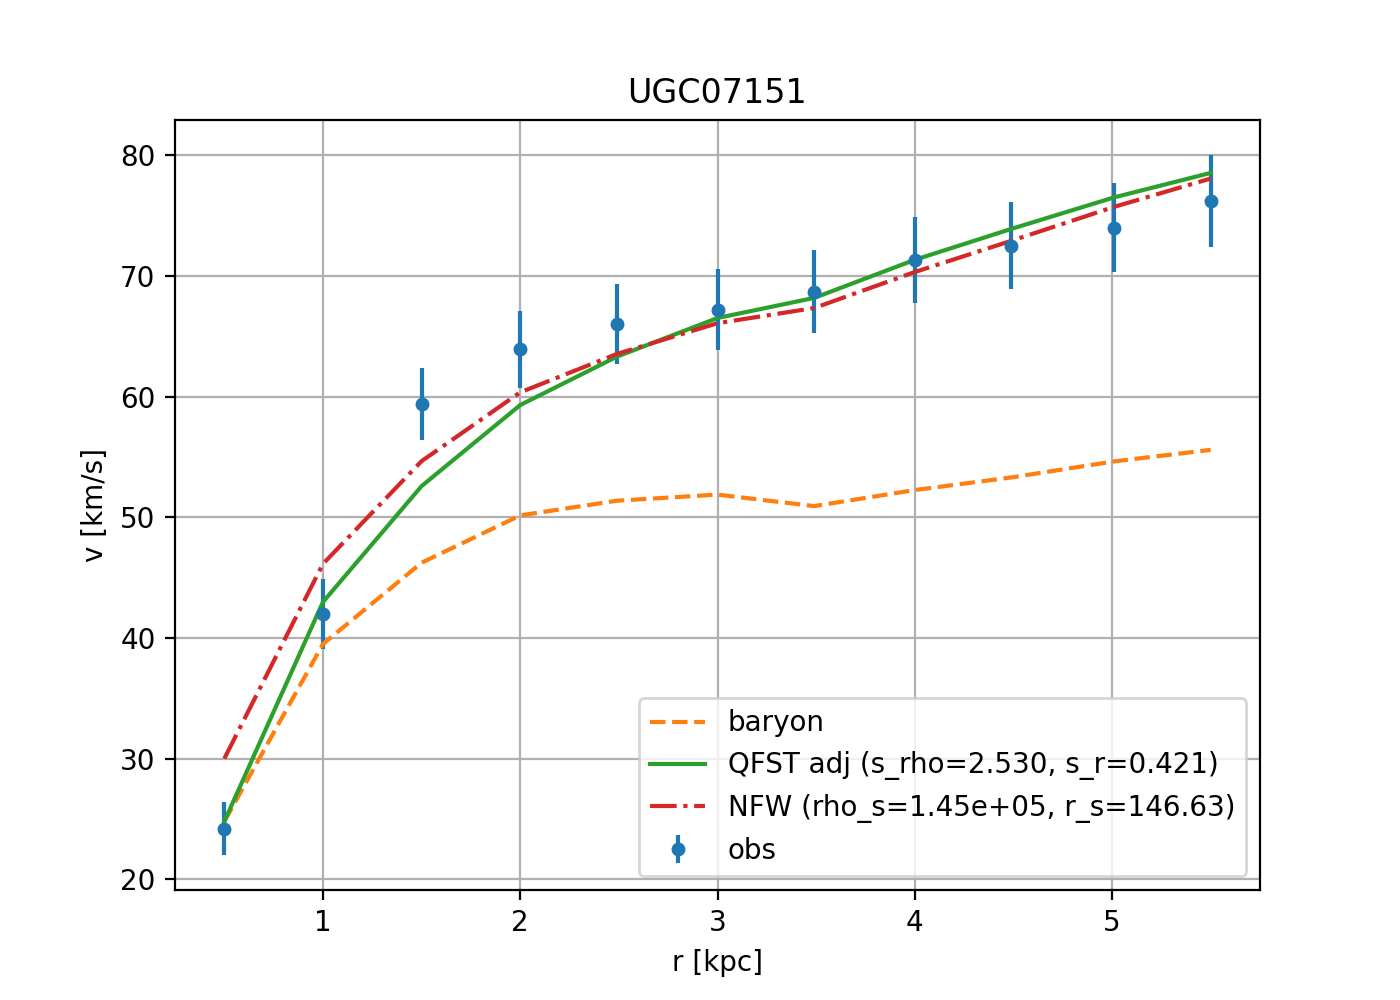 UGC07151
80
70
60
50
40
30
20
v [km/s]
baryon
QFST adj (s_rho=2.530, s_r=0.421)
NFW (rho_s=1.45e+05, r_s=146.63)
obs
1 2 3 4 5
r [kpc]